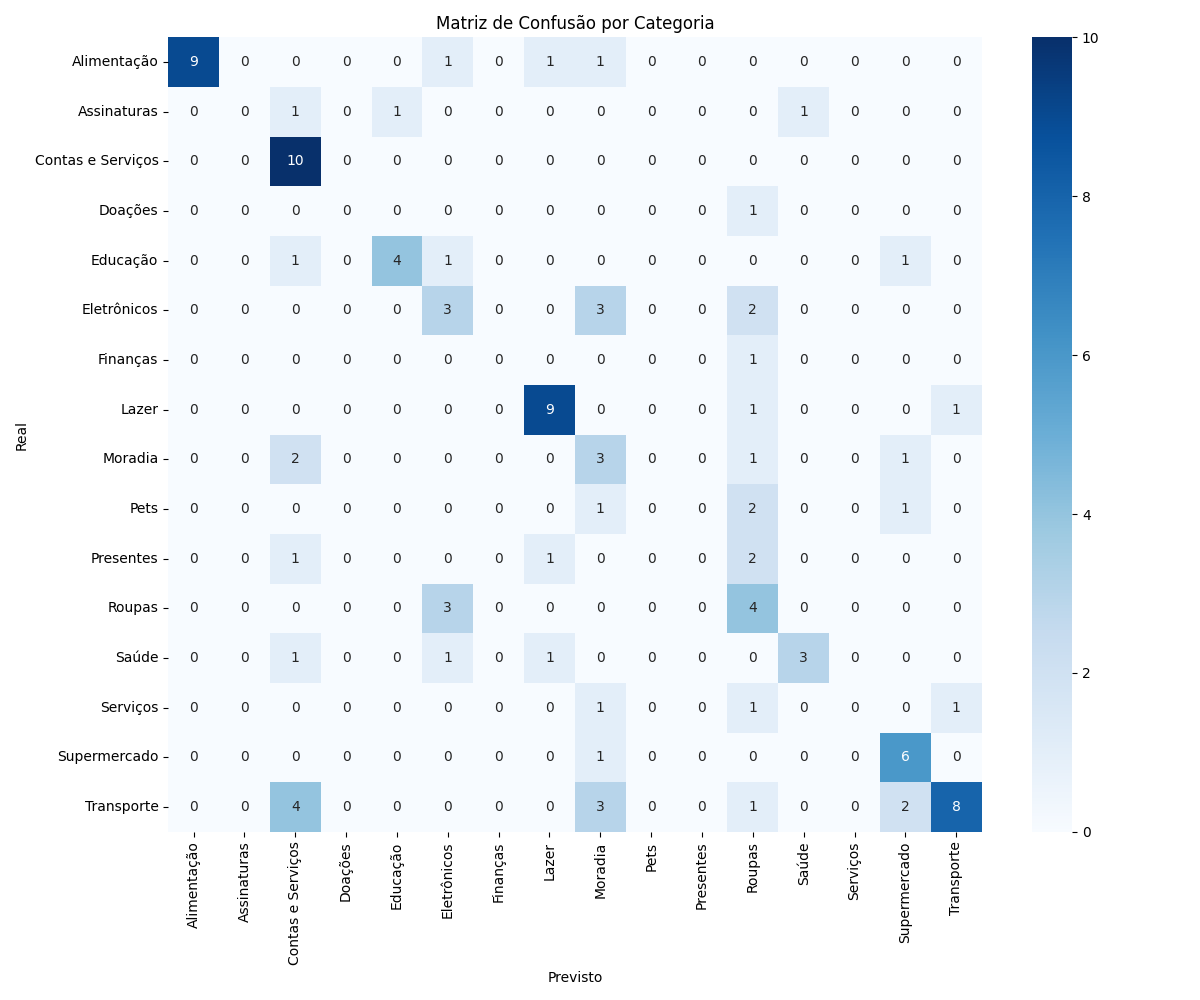 Matriz de Confusão por Categoria
Alimentação 9 0 0 0 0 1 0 1 1 0 0 0 0 0 0 0
Assinaturas 0 0 1 0 1 0 0 0 0 0 0 0 1 0 0 0
Contas e Serviços 0 0 10 0 0 0 0 0 0 0 0 0 0 0 0 0
Doações 0 0 0 0 0 0 0 0 0 0 0 1 0 0 0 0
Educação 0 0 1 0 4 1 0 0 0 0 0 0 0 0 1 0
Eletrônicos 0 0 0 0 0 3 0 0 3 0 0 2 0 0 0 0
Finanças 0 0 0 0 0 0 0 0 0 0 0 1 0 0 0 0
Lazer 0 0 0 0 0 0 0 9 0 0 0 1 0 0 0 1
Moradia 0 0 2 0 0 0 0 0 3 0 0 1 0 0 1 0
Pets 0 0 0 0 0 0 0 0 1 0 0 2 0 0 1 0
Presentes 0 0 1 0 0 0 0 1 0 0 0 2 0 0 0 0
Roupas 0 0 0 0 0 3 0 0 0 0 0 4 0 0 0 0
Saúde 0 0 1 0 0 1 0 1 0 0 0 0 3 0 0 0
Serviços 0 0 0 0 0 0 0 0 1 0 0 1 0 0 0 1
Supermercado 0 0 0 0 0 0 0 0 1 0 0 0 0 0 6 0
Transporte 0 0 4 0 0 0 0 0 3 0 0 1 0 0 2 8
Real
Alimentação
Assinaturas
Contas e Serviços
Doações
Educação
Eletrônicos
Finanças
Lazer
Moradia
Pets
Presentes
Roupas
Saúde
Serviços
Supermercado
Transporte
Previsto
10
8
6
4
2
0